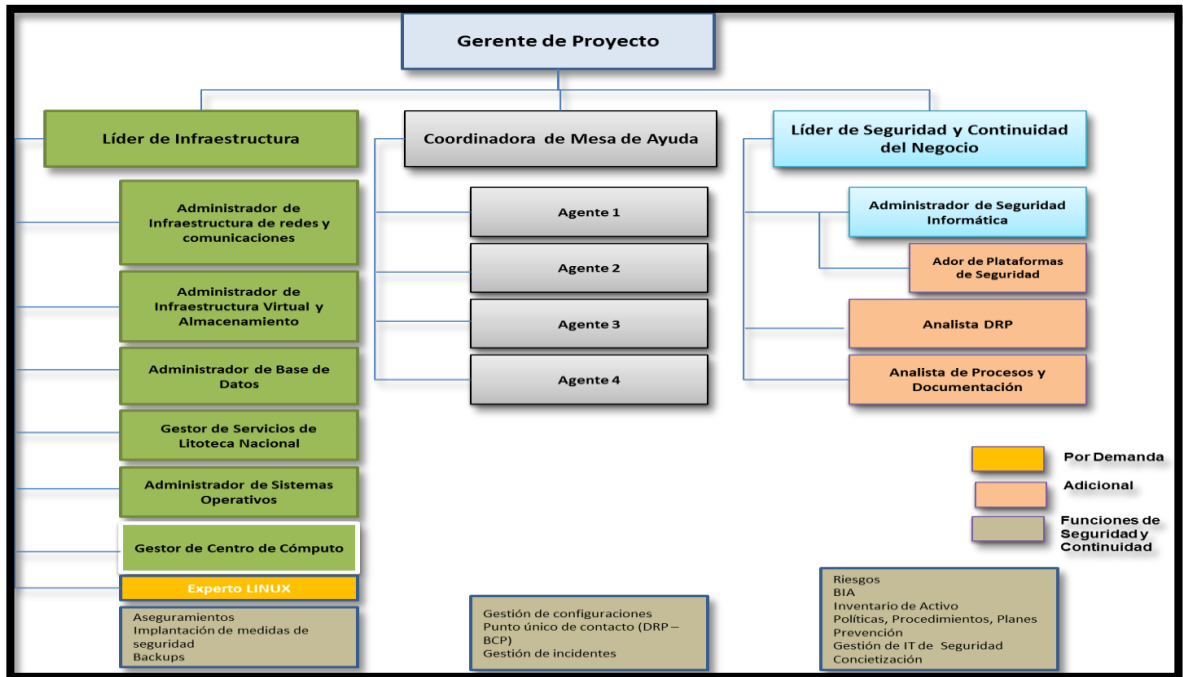 Gerente de Proyecto
Líder de Infraestructura
Administrador de
Infraestructura de redes y
comunicaciones
Administrador de
Infraestructura Virtual y
Almacenamiento
Administrador de Base de
Datos
Gestor de Servicios de
Litoteca Nacional
Administrador de Sistemas
Operativos
Gestor de Centro de Cómputo
Experto LINUX
Aseguramientos
Implantación de medidas de
seguridad
Backups
Coordinadora de Mesa de Ayuda
Agente 1
Agente 2
Agente 3
Agente 4
Gestión de configuraciones
Punto único de contacto (DRP –
BCP)
Gestión de incidentes
Líder de Seguridad y Continuidad
del Negocio
Administrador de Seguridad
Informática
Ador de Plataformas
de Seguridad
Analista DRP
Analista de Procesos y
Documentación
Por Demanda
Adicional
Funciones de
Seguridad y
Continuidad
Riesgos
BIA
Inventario de Activo
Políticas, Procedimientos, Planes
Prevención
Gestión de IT de Seguridad
Concietización